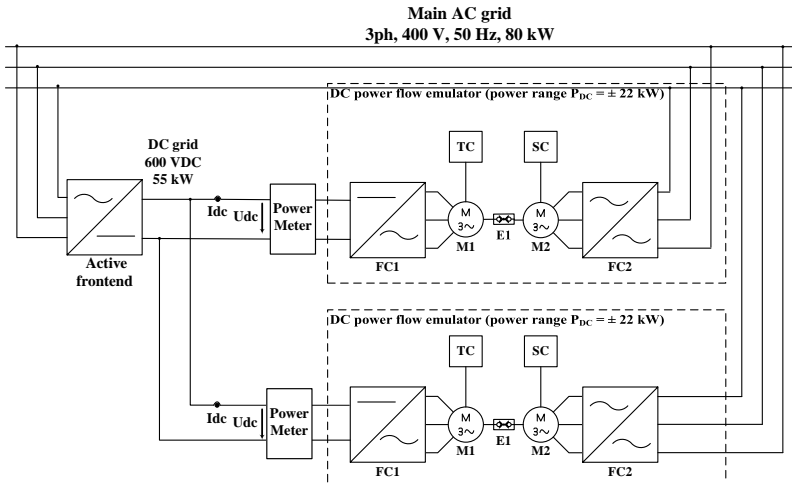 Main AC grid
3ph, 400 V, 50 Hz, 80 kW
DC power flow emulator (power range PDC = ± 22 kW)
DC grid
600 VDC
55 kW
TC
SC
Idc
Udc
Power
Meter
M
3~
M
3~
M1
E1
M2
Active
frontend
FC1
FC2
DC power flow emulator (power range PDC = ± 22 kW)
TC
SC
Idc
Udc
Power
Meter
M
3~
M
3~
M1
E1
M2
FC1
FC2